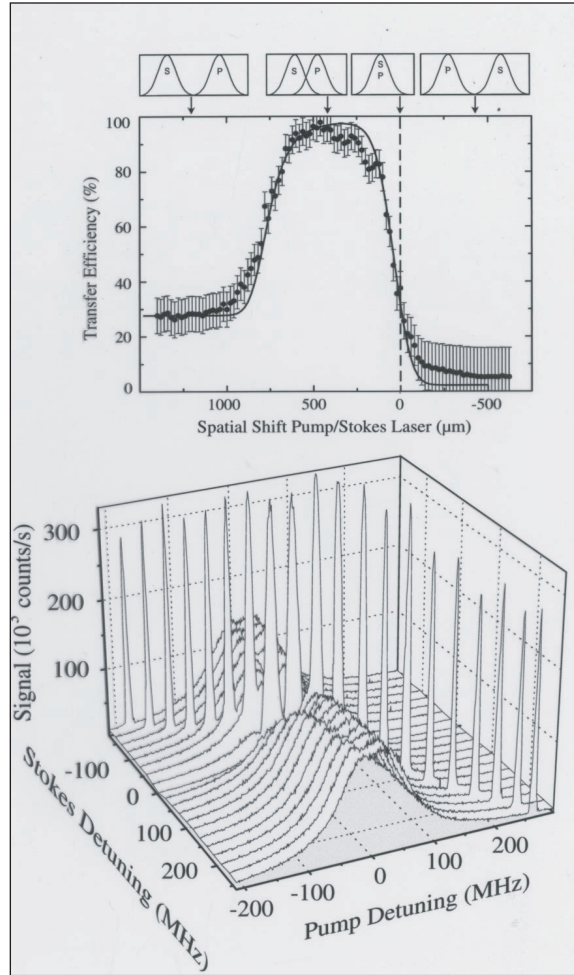 S P
S P
S
P
P S
100
80
60
40
20
0
Transfer Efficiency (%)
1000 500 0 -500
Spatial Shift Pump/Stokes Laser (µm)
300
200
100
Signal (10³ counts/s)
-100
0
100
200
Stokes Detuning (MHz)
-200 -100 0 100 200
Pump Detuning (MHz)